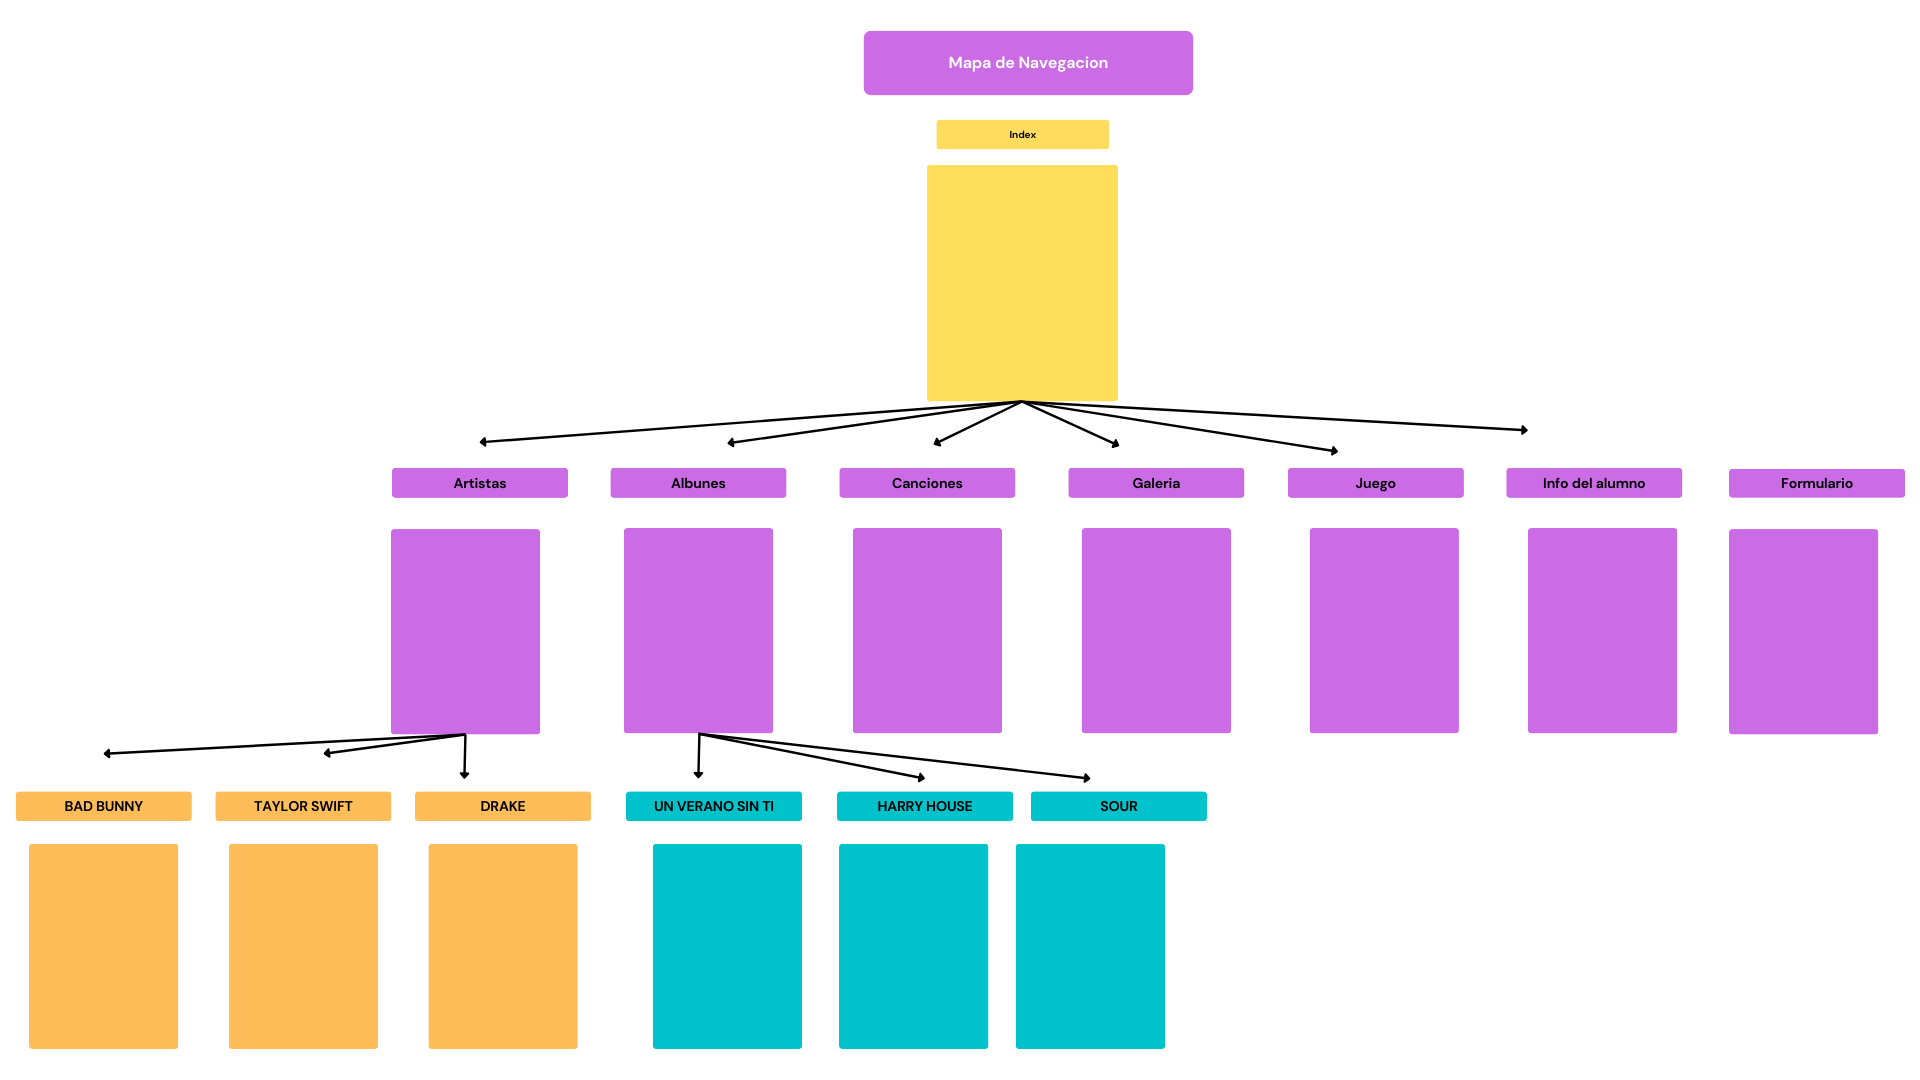 Mapa de Navegacion
Index
Artistas
Albunes
Canciones
Galeria
Juego
Info del alumno
Formulario
BAD BUNNY
TAYLOR SWIFT
DRAKE
UN VERANO SIN TI
HARRY HOUSE
SOUR